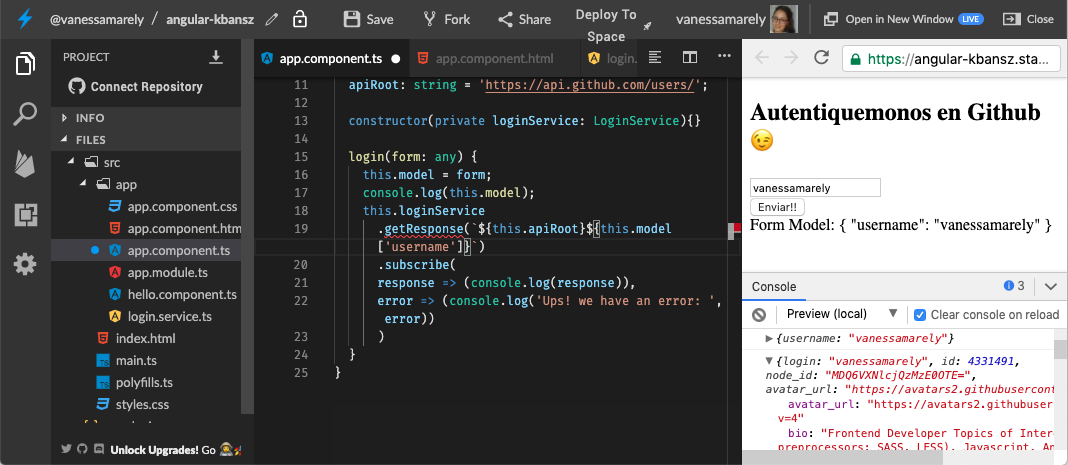 @vanessamarely / angular-kbansz Save Fork Share Deploy To Space vanessamarely Open in New Window LIVE Close
PROJECT
Connect Repository
INFO
FILES
src
app
app.component.css
app.component.htm
app.component.ts
app.module.ts
hello.component.ts
login.service.ts
index.html
main.ts
polyfills.ts
styles.css
Unlock Upgrades! Go
app.component.ts app.component.html login.
11 apiRoot: string = 'https://api.github.com/users/';
12
13 constructor(private loginService: LoginService){}
14
15 login(form: any) {
16 this.model = form;
17 console.log(this.model);
18 this.loginService
19 .getResponse(`${this.apiRoot}${this.model
['username']}`)
20 .subscribe(
21 response => (console.log(response)),
22 error => (console.log('Ups! we have an error: ',
error))
23 )
24 }
25 }
https://angular-kbansz.sta...
Autentiquemonos en Github
😉
vanessamarely
Enviar!!
Form Model: { "username": "vanessamarely" }
Console 3
Preview (local) Clear console on reload
{username: "vanessamarely"}
{login: "vanessamarely", id: 4331491,
node_id: "MDQ6VXNlcjQzMzE0OTE=",
avatar_url: "https://avatars2.githubusercont
avatar_url: "https://avatars2.githubuser
v=4"
bio: "Frontend Developer Topics of Inter
preprocessors: SASS, LESS), Javascript, An